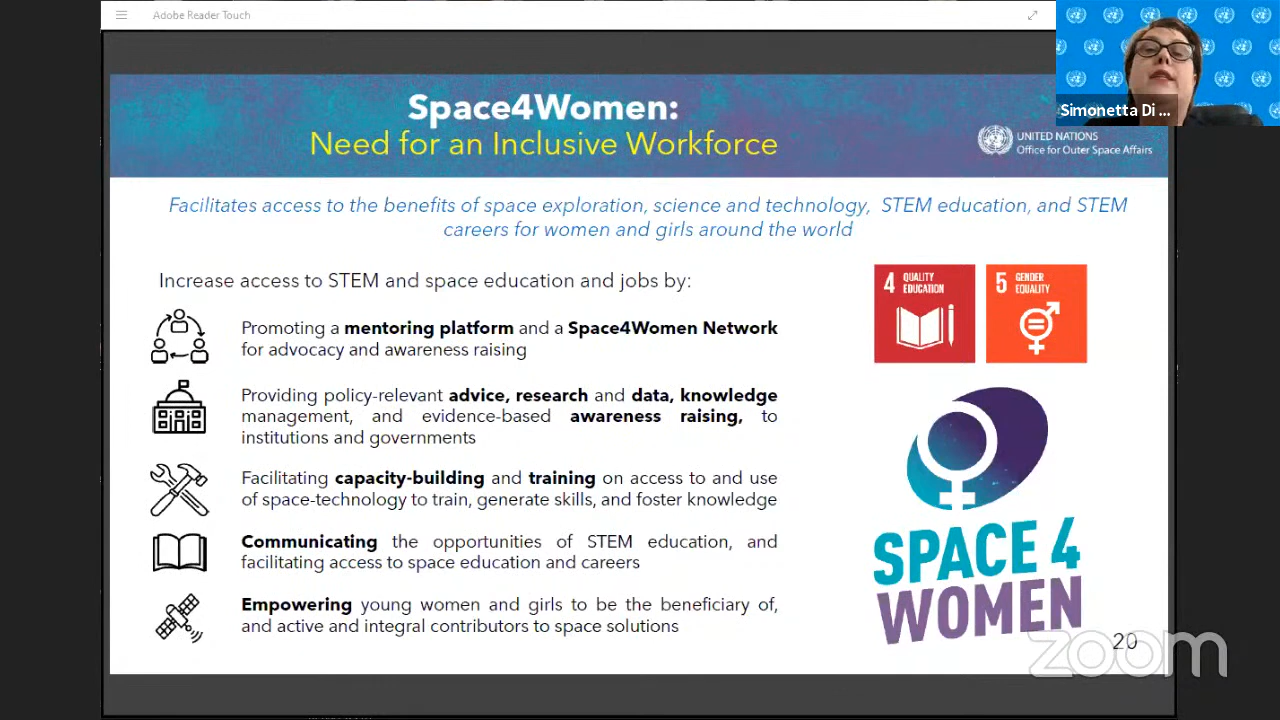 Adobe Reader Touch
Simonetta Di ...
Space4Women:
Need for an Inclusive Workforce
UNITED NATIONS
Office for Outer Space Affairs
Facilitates access to the benefits of space exploration, science and technology, STEM education, and STEM
careers for women and girls around the world
Increase access to STEM and space education and jobs by:
Promoting a mentoring platform and a Space4Women Network
for advocacy and awareness raising
Providing policy-relevant advice, research and data, knowledge
management, and evidence-based awareness raising, to
institutions and governments
Facilitating capacity-building and training on access to and use
of space-technology to train, generate skills, and foster knowledge
Communicating the opportunities of STEM education, and
facilitating access to space education and careers
Empowering young women and girls to be the beneficiary of,
and active and integral contributors to space solutions
4 QUALITY
EDUCATION
5 GENDER
EQUALITY
SPACE 4
WOMEN
20
zoom